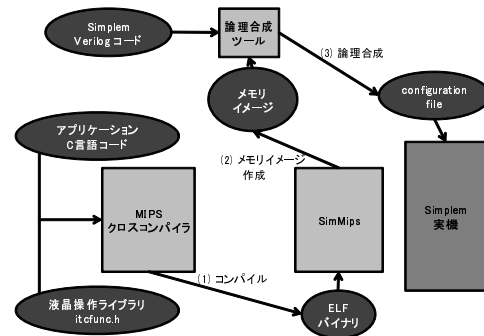 Simplem
Verilog コード
論理合成
ツール
(3) 論理合成
メモリ
イメージ
configuration
file
アプリケーション
C言語コード
(2) メモリイメージ
作成
MIPS
クロスコンパイラ
SimMips
Simplem
実機
(1) コンパイル
液晶操作ライブラリ
itcfunc.h
ELF
バイナリ